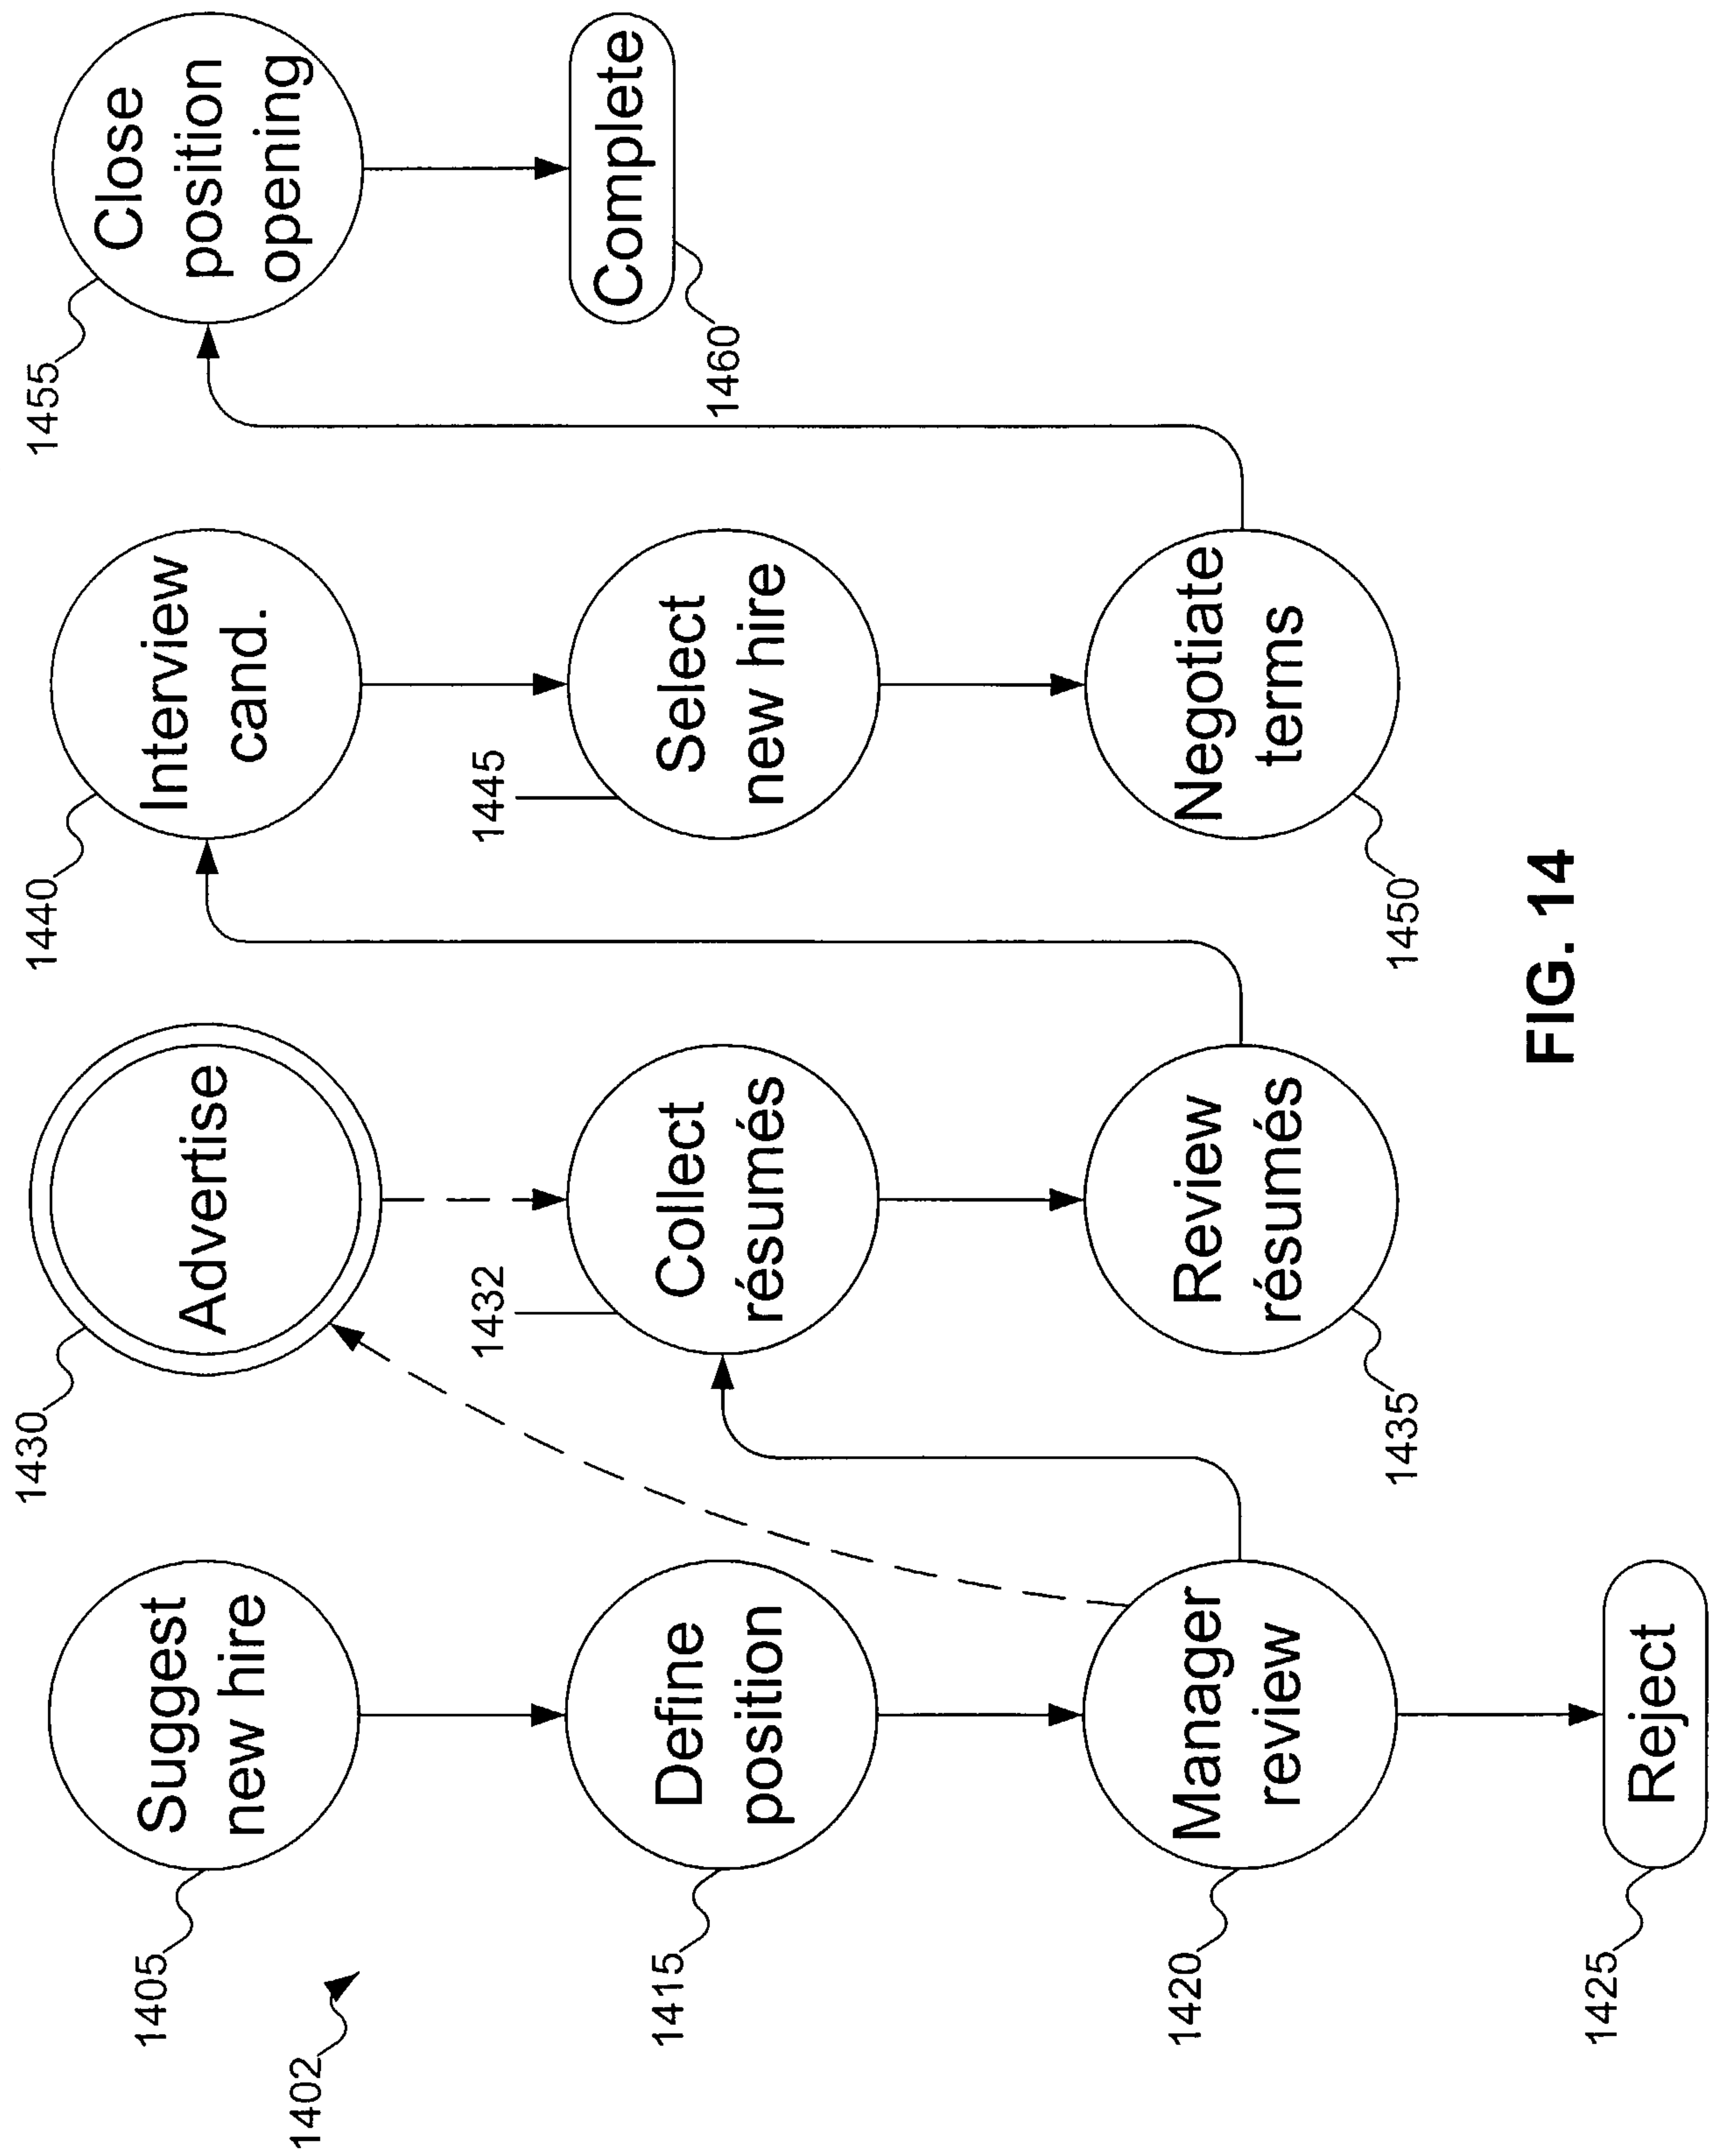 1405
Suggest
new hire
1402
1415
Define
position
1420
Manager
review
1425
Reject
1430
Advertise
1432
Collect
résumés
1435
Review
résumés
1440
Interview
cand.
1445
Select
new hire
1450
Negotiate
terms
1455
Close
position
opening
1460
Complete
FIG. 14